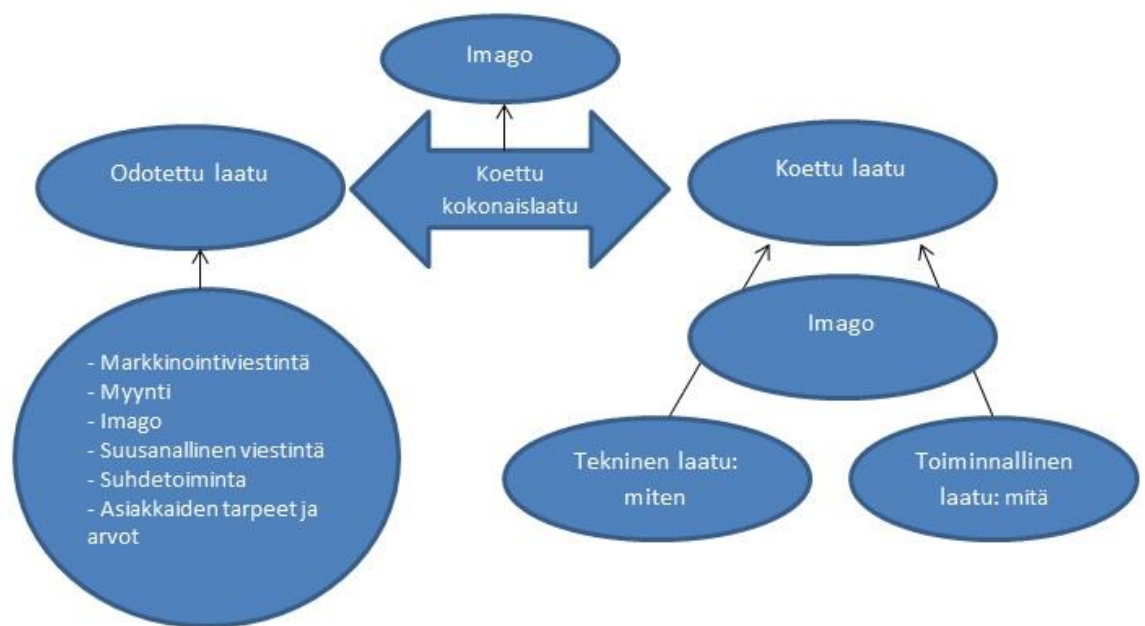 Imago
Odotettu laatu
Koettu
kokonaislaatu
Koettu laatu
- Markkinointiviestintä
- Myynti
- Imago
- Suusanallinen viestintä
- Suhdetoiminta
- Asiakkaiden tarpeet ja
arvot
Imago
Tekninen laatu:
miten
Toiminnallinen
laatu: mitä